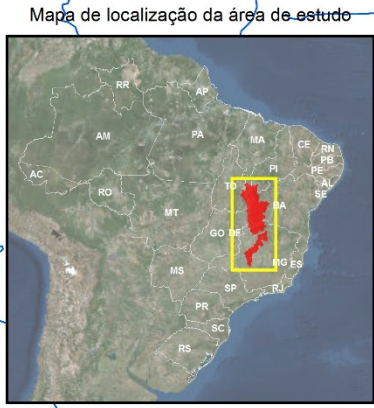 Mapa de localização da área de estudo
RR
AP
AM
PA
MA
CE
RN
PB
PE
AL
SE
PI
AC
TO
RO
BA
MT
GO DF
MG ES
MS
SP
RJ
PR
SC
RS